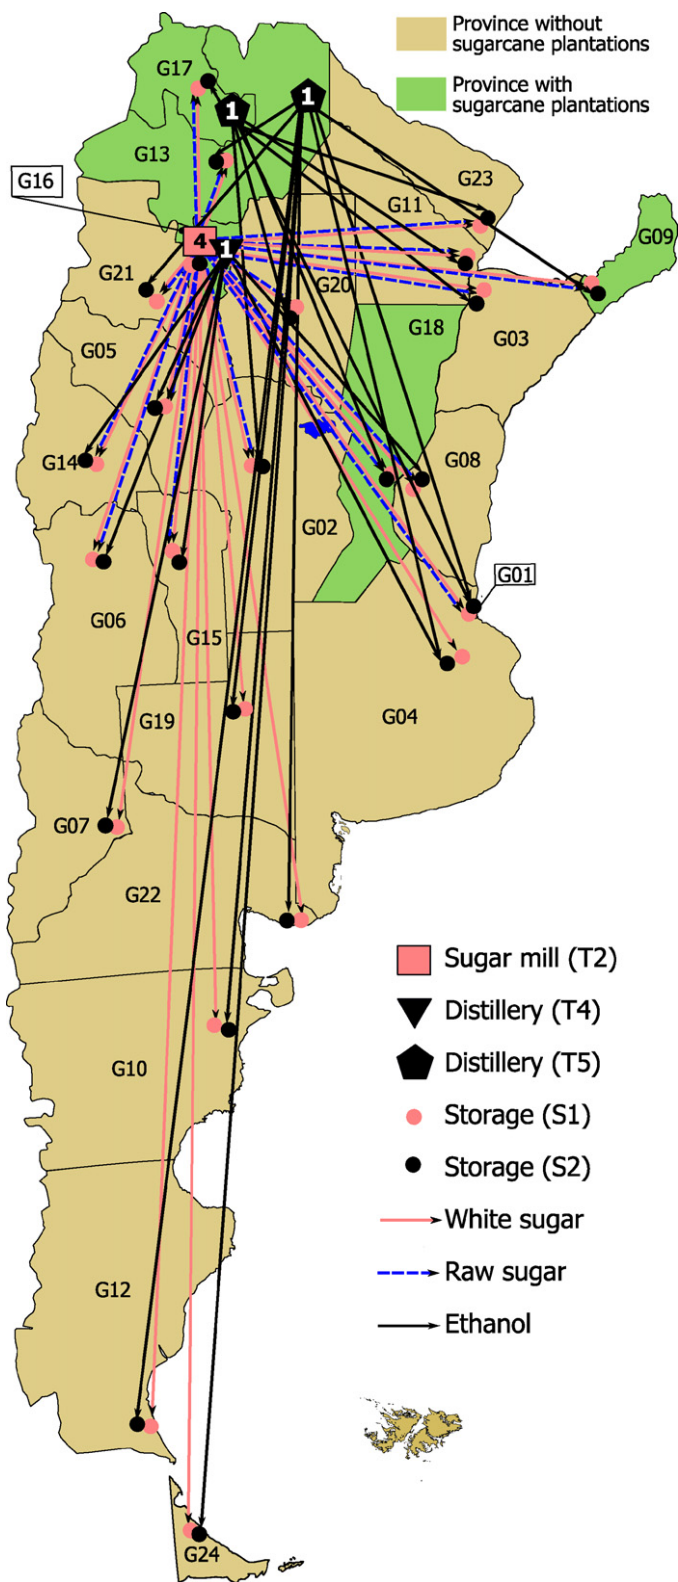 Province without
sugarcane plantations
G17
Province with
sugarcane plantations
1
1
G13
G23
G16
G11
G09
4
1
G21
G20
G18
G03
G05
G14
G08
G02
G01
G06
G15
G19
G04
G07
G22
Sugar mill (T2)
Distillery (T4)
G10
Distillery (T5)
Storage (S1)
Storage (S2)
White sugar
Raw sugar
G12
Ethanol
G24